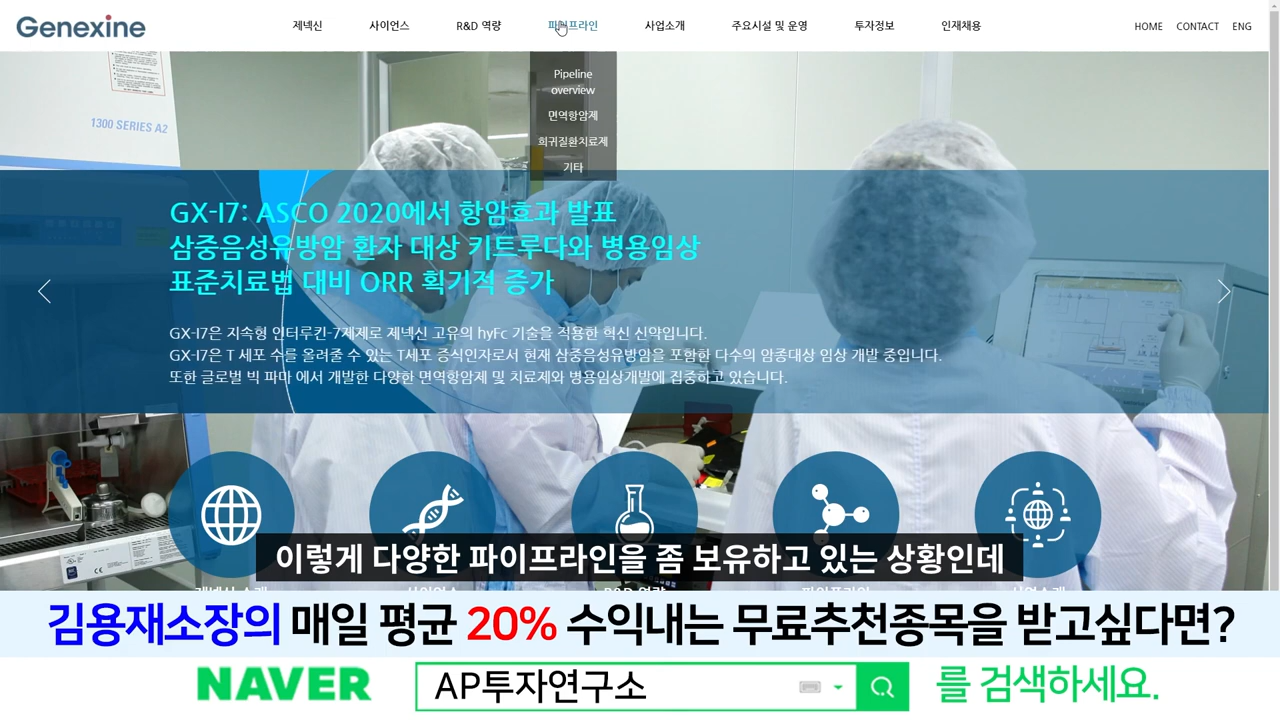 Genexine
제넥신 사이언스 R&D 역량 파이프라인 사업소개 주요시설 및 운영 투자정보 인재채용 HOME CONTACT ENG
Pipeline
overview
면역항암제
희귀질환치료제
기타
1300 SERIES A2
GX-I7: ASCO 2020에서 항암효과 발표
삼중음성유방암 환자 대상 키트루다와 병용임상
표준치료법 대비 ORR 획기적 증가
GX-I7은 지속형 인터루킨-7제제로 제넥신 고유의 hyFc 기술을 적용한 혁신 신약입니다.
GX-I7은 T 세포 수를 올려줄 수 있는 T세포 증식인자로서 현재 삼중음성유방암을 포함한 다수의 암종대상 임상 개발 중입니다.
또한 글로벌 빅 파마 에서 개발한 다양한 면역항암제 및 치료제와 병용임상개발에 집중하고 있습니다.
이렇게 다양한 파이프라인을 좀 보유하고 있는 상황인데
김용재소장의 매일 평균 20% 수익내는 무료추천종목을 받고싶다면?
NAVER AP투자연구소 를 검색하세요.